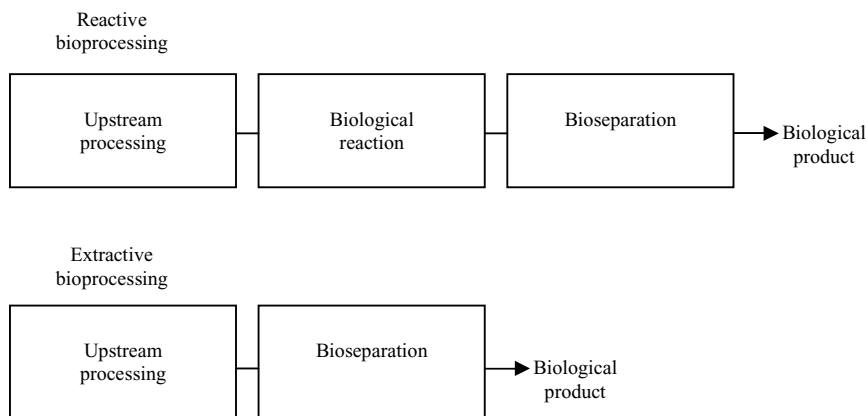 Reactive
bioprocessing
Upstream
processing
Biological
reaction
Bioseparation
Biological
product
Extractive
bioprocessing
Upstream
processing
Bioseparation
Biological
product